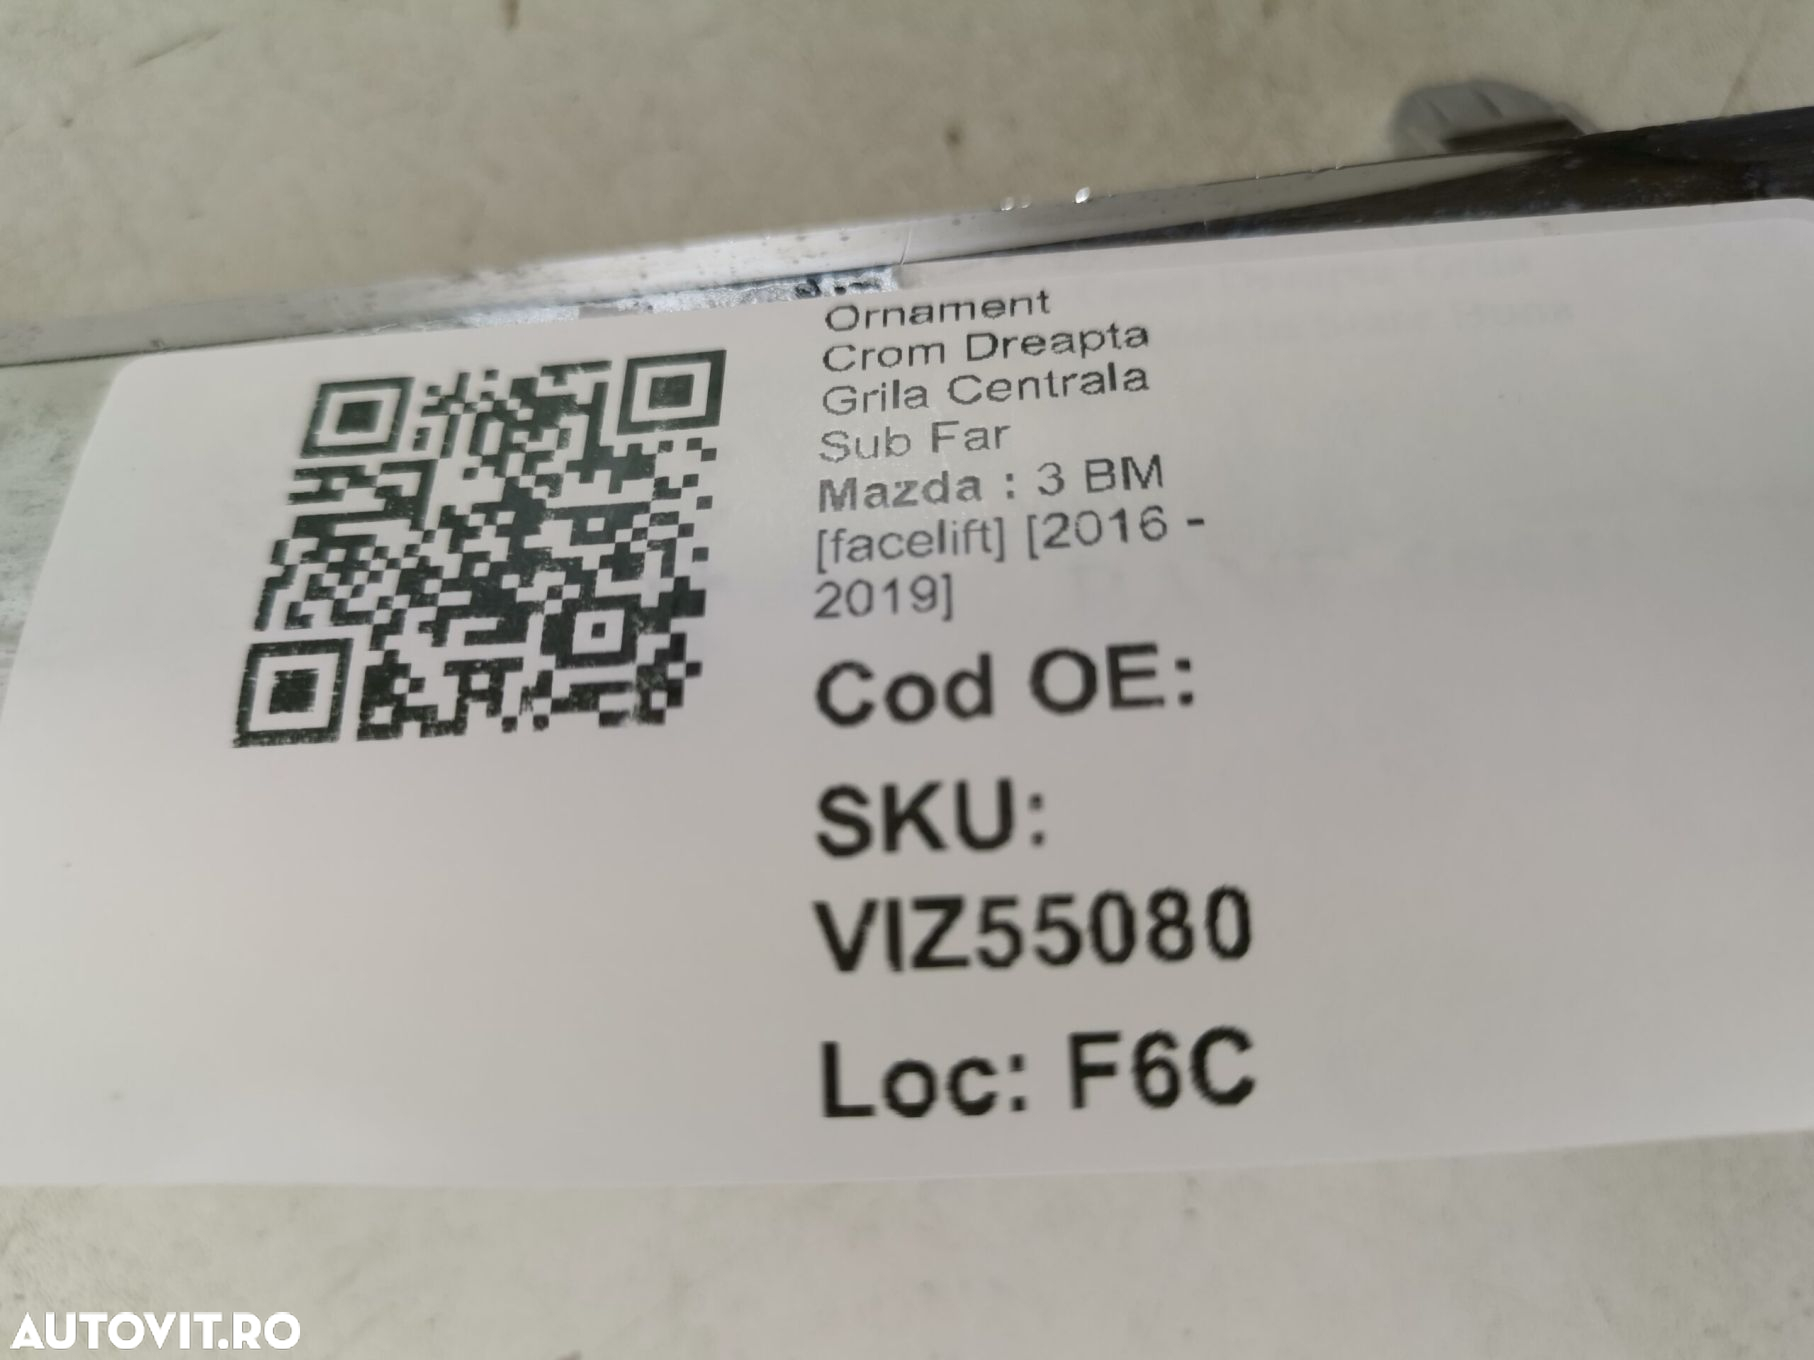 Ornament
Crom Dreapta
Grila Centrala
Sub Far
Mazda : 3 BM
[facelift] [2016 -
2019]
Cod OE:
SKU:
VIZ55080
Loc: F6C
AUTOVIT.RO